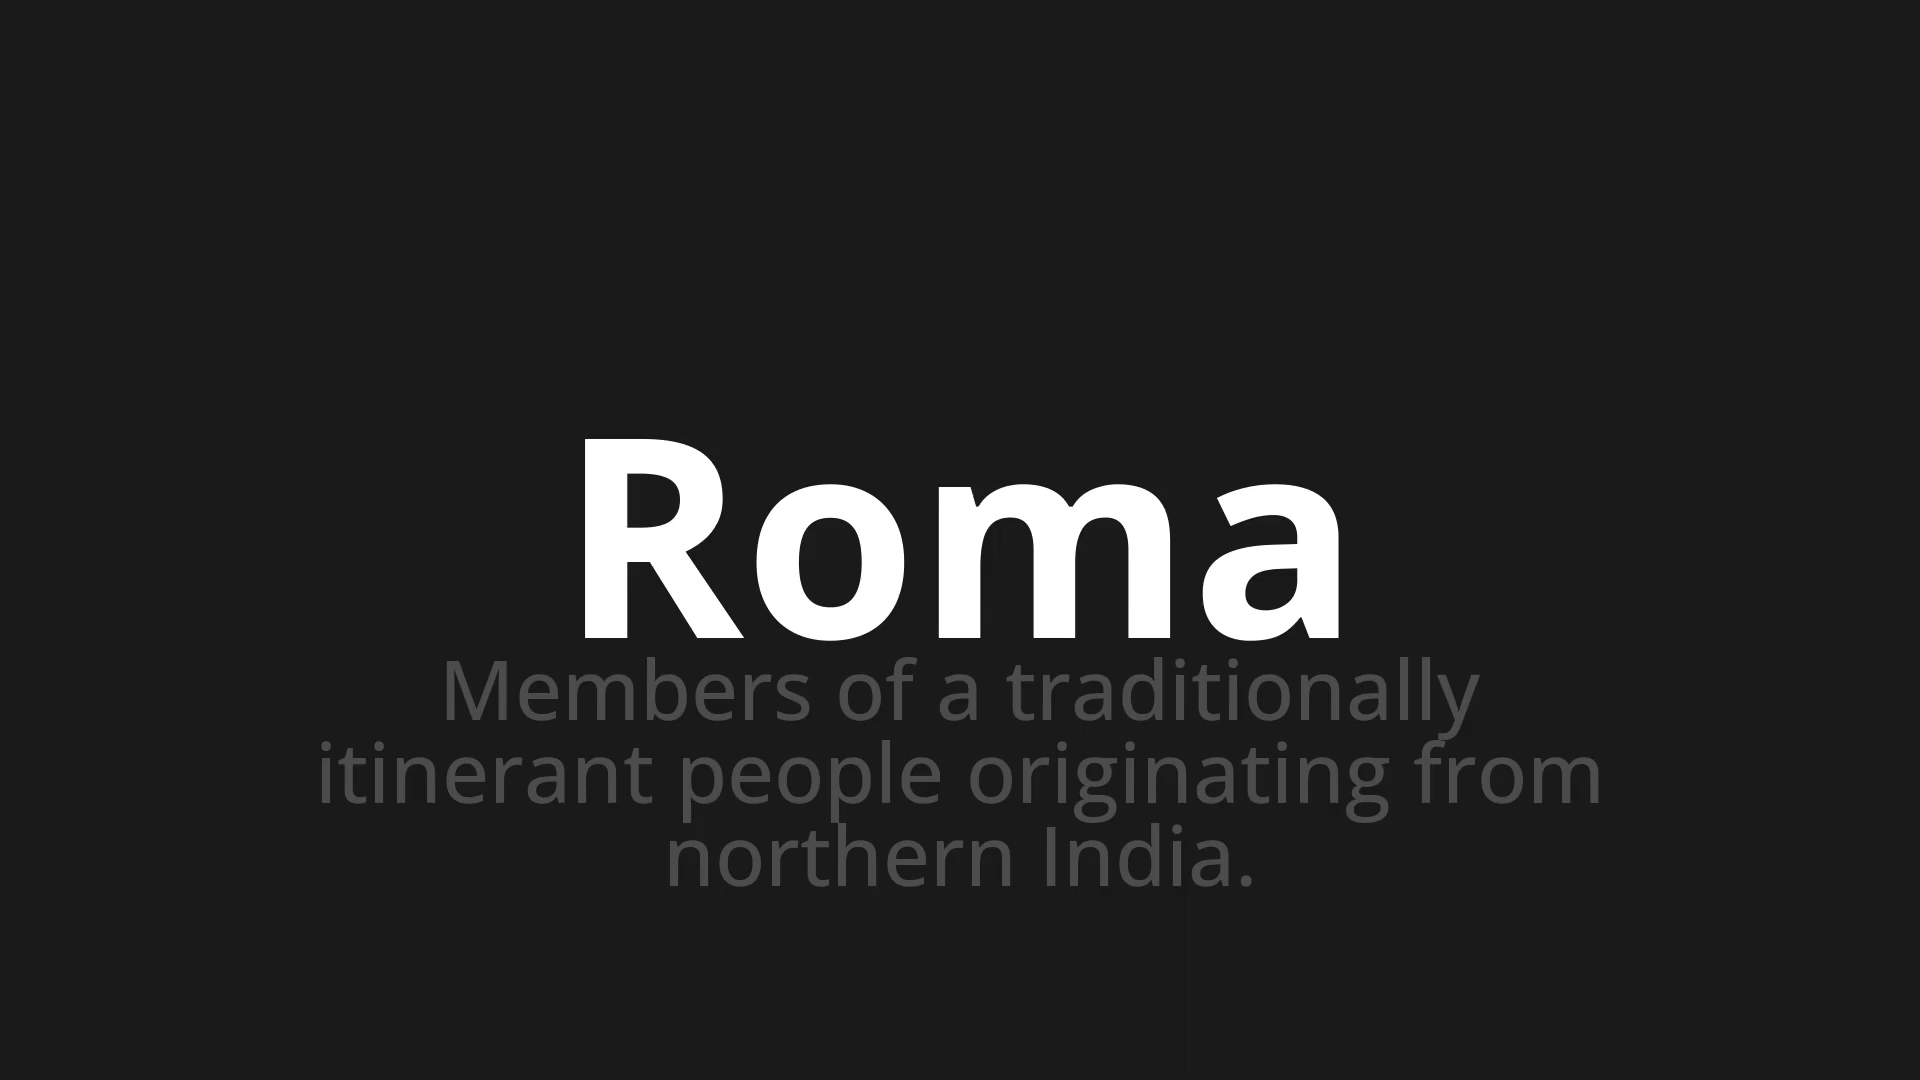 Roma
Members of a traditionally
itinerant people originating from
northern India.